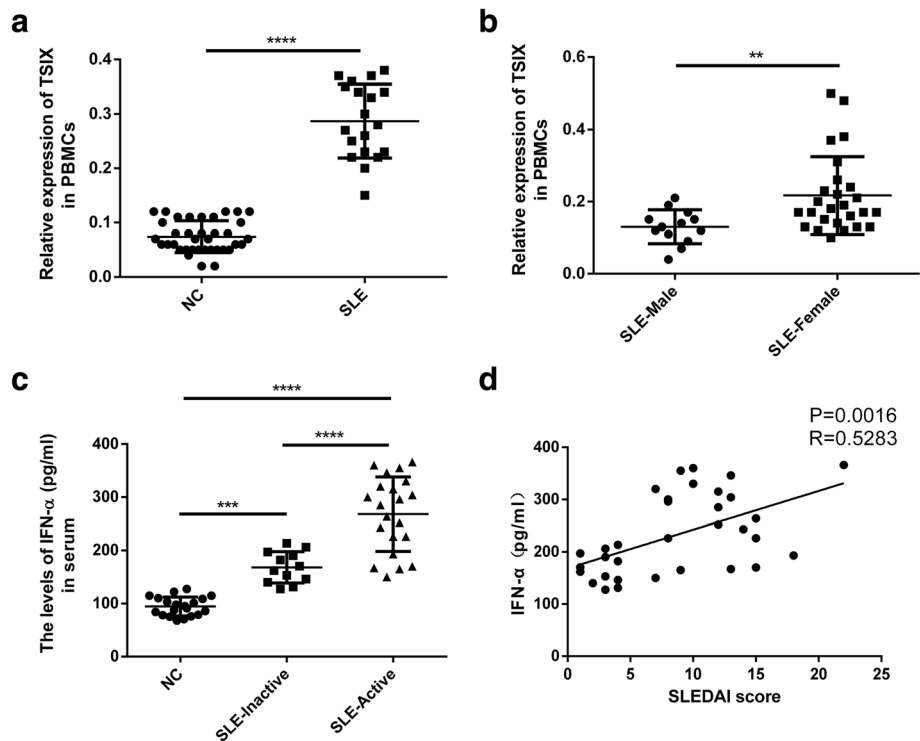 a
Relative expression of TSIX
in PBMCs
****
0.4
0.3
0.2
0.1
0.0
NC
SLE
b
Relative expression of TSIX
in PBMCs
**
0.6
0.4
0.2
0.0
SLE-Male
SLE-Female
c
The levels of IFN-α (pg/ml)
in serum
****
****
***
400
300
200
100
0
NC
SLE-Inactive
SLE-Active
d
P=0.0016
R=0.5283
IFN-α（pg/ml）
400
300
200
100
0
0
5
10
15
20
25
SLEDAI score